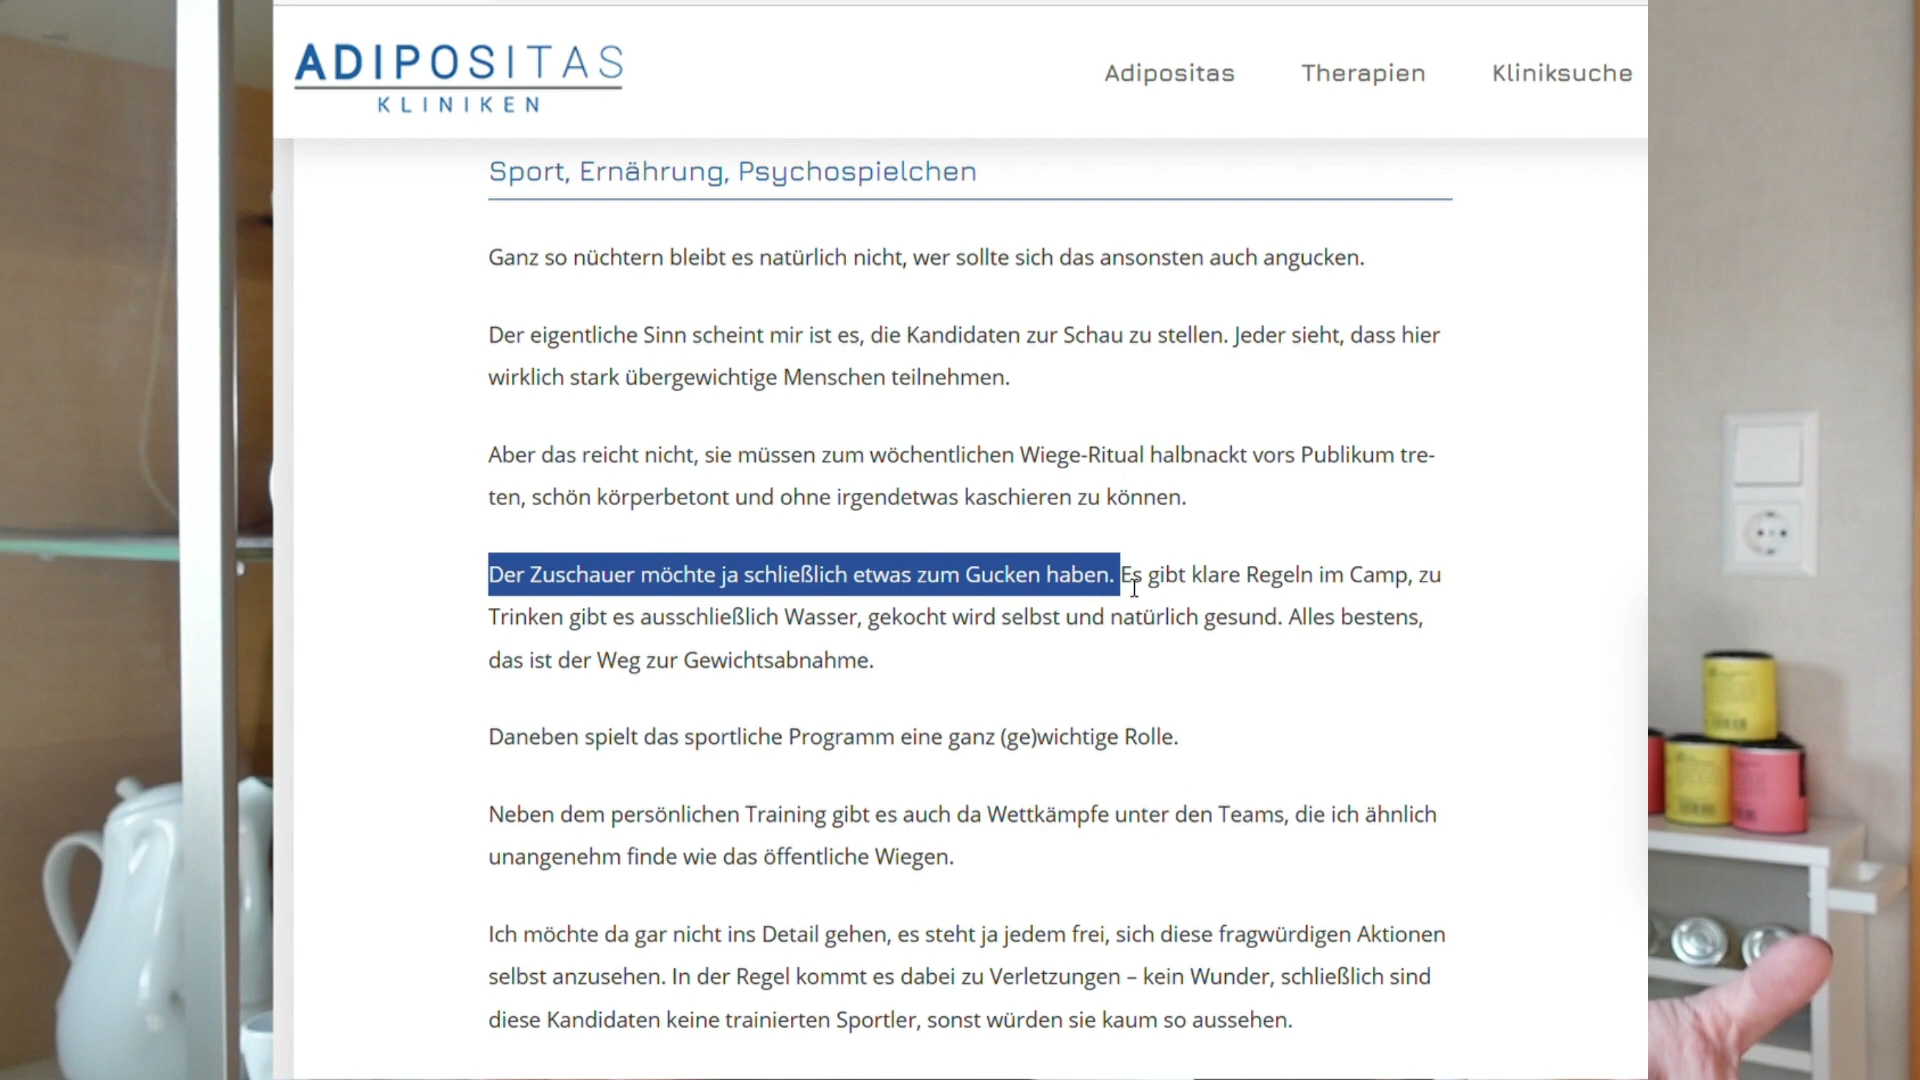 ADIPOSITAS
KLINIKEN
Adipositas Therapien Kliniksuche
Sport, Ernährung, Psychospielchen
Ganz so nüchtern bleibt es natürlich nicht, wer sollte sich das ansonsten auch angucken.
Der eigentliche Sinn scheint mir ist es, die Kandidaten zur Schau zu stellen. Jeder sieht, dass hier
wirklich stark übergewichtige Menschen teilnehmen.
Aber das reicht nicht, sie müssen zum wöchentlichen Wiege-Ritual halbnackt vors Publikum tre-
ten, schön körperbetont und ohne irgendetwas kaschieren zu können.
Der Zuschauer möchte ja schließlich etwas zum Gucken haben. Es gibt klare Regeln im Camp, zu
Trinken gibt es ausschließlich Wasser, gekocht wird selbst und natürlich gesund. Alles bestens,
das ist der Weg zur Gewichtsabnahme.
Daneben spielt das sportliche Programm eine ganz (ge)wichtige Rolle.
Neben dem persönlichen Training gibt es auch da Wettkämpfe unter den Teams, die ich ähnlich
unangenehm finde wie das öffentliche Wiegen.
Ich möchte da gar nicht ins Detail gehen, es steht ja jedem frei, sich diese fragwürdigen Aktionen
selbst anzusehen. In der Regel kommt es dabei zu Verletzungen – kein Wunder, schließlich sind
diese Kandidaten keine trainierten Sportler, sonst würden sie kaum so aussehen.